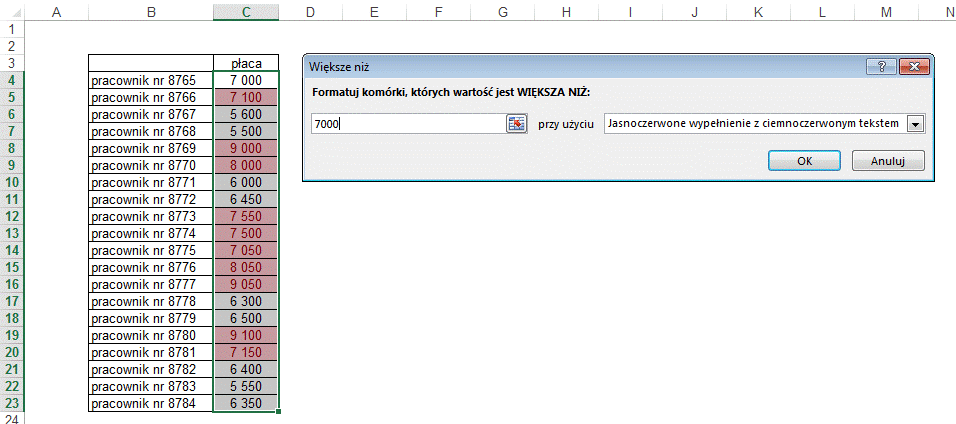 A B C D E F G H I J K L M N
1
2
3 płaca
4 pracownik nr 8765 7 000
5 pracownik nr 8766 7 100
6 pracownik nr 8767 5 600
7 pracownik nr 8768 5 500
8 pracownik nr 8769 9 000
9 pracownik nr 8770 8 000
10 pracownik nr 8771 6 000
11 pracownik nr 8772 6 450
12 pracownik nr 8773 7 550
13 pracownik nr 8774 7 500
14 pracownik nr 8775 7 050
15 pracownik nr 8776 8 050
16 pracownik nr 8777 9 050
17 pracownik nr 8778 6 300
18 pracownik nr 8779 6 500
19 pracownik nr 8780 9 100
20 pracownik nr 8781 7 150
21 pracownik nr 8782 6 400
22 pracownik nr 8783 5 550
23 pracownik nr 8784 6 350
24
Większe niż
Formatuj komórki, których wartość jest WIĘKSZA NIŻ:
7000 przy użyciu Jasnoczerwone wypełnienie z ciemnoczerwonym tekstem
OK Anuluj